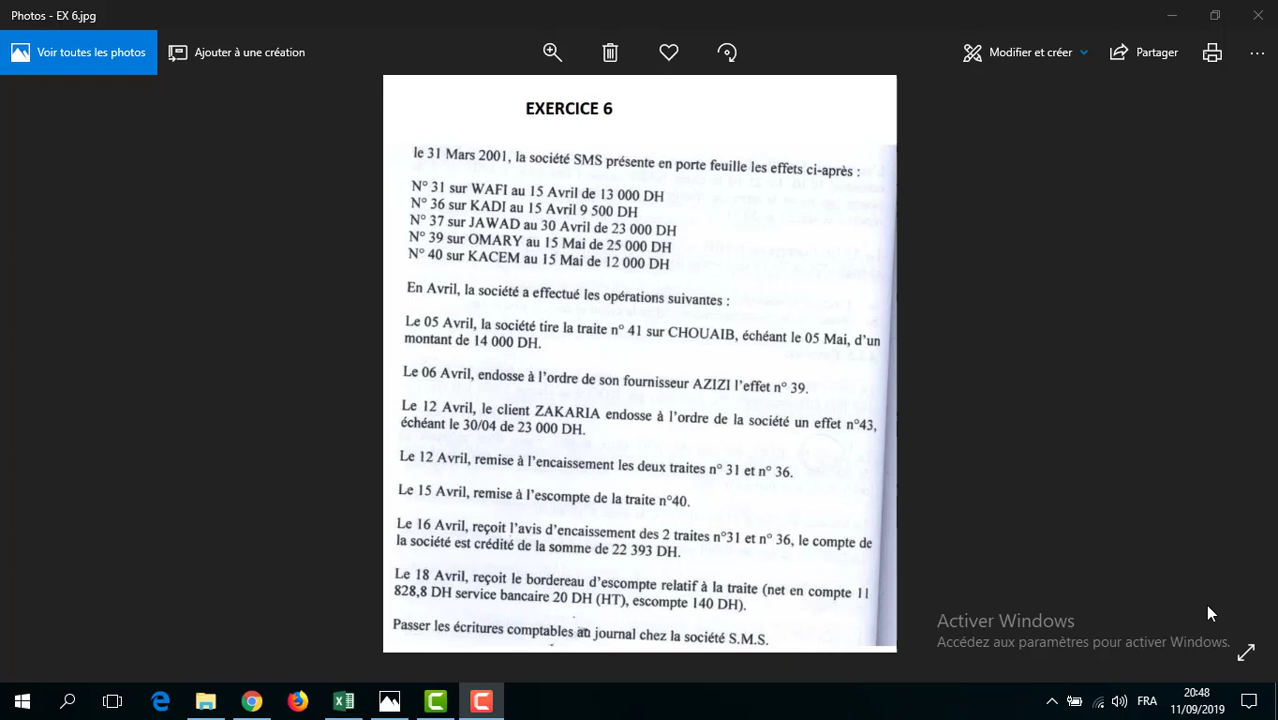 Photos - EX 6.jpg
Voir toutes les photos
Ajouter à une création
Modifier et créer
Partager
EXERCICE 6
le 31 Mars 2001, la société SMS présente en porte feuille les effets ci-après :
N° 31 sur WAFI au 15 Avril de 13 000 DH
N° 36 sur KADI au 15 Avril 9 500 DH
N° 37 sur JAWAD au 30 Avril de 23 000 DH
N° 39 sur OMARY au 15 Mai de 25 000 DH
N° 40 sur KACEM au 15 Mai de 12 000 DH
En Avril, la société a effectué les opérations suivantes :
Le 05 Avril, la société tire la traite n° 41 sur CHOUAIB, échéant le 05 Mai, d'un
montant de 14 000 DH.
Le 06 Avril, endosse à l'ordre de son fournisseur AZIZI l'effet n° 39.
Le 12 Avril, le client ZAKARIA endosse à l'ordre de la société un effet n°43,
échéant le 30/04 de 23 000 DH.
Le 12 Avril, remise à l'encaissement les deux traites n° 31 et n° 36.
Le 15 Avril, remise à l'escompte de la traite n°40.
Le 16 Avril, reçoit l'avis d'encaissement des 2 traites n°31 et n° 36, le compte de
la société est crédité de la somme de 22 393 DH.
Le 18 Avril, reçoit le bordereau d'escompte relatif à la traite (net en compte 11
828,8 DH service bancaire 20 DH (HT), escompte 140 DH).
Passer les écritures comptables au journal chez la société S.M.S.
Activer Windows
Accédez aux paramètres pour activer Windows.
FRA
20:48
11/09/2019